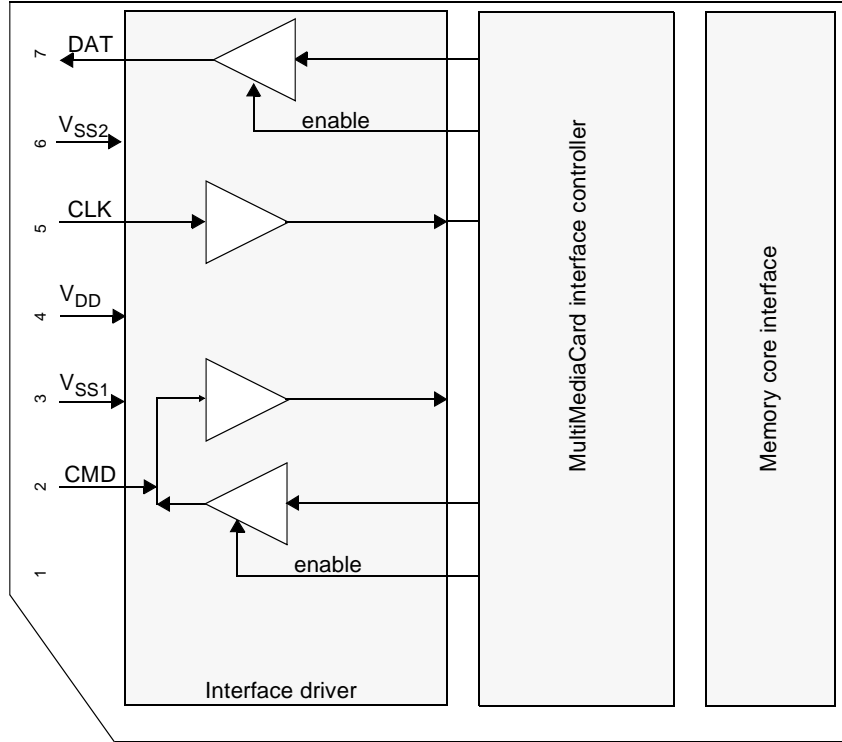 7 DAT
enable
6 VSS2
5 CLK
4 VDD
3 VSS1
2 CMD
1 enable
Interface driver
MultiMediaCard interface controller
Memory core interface